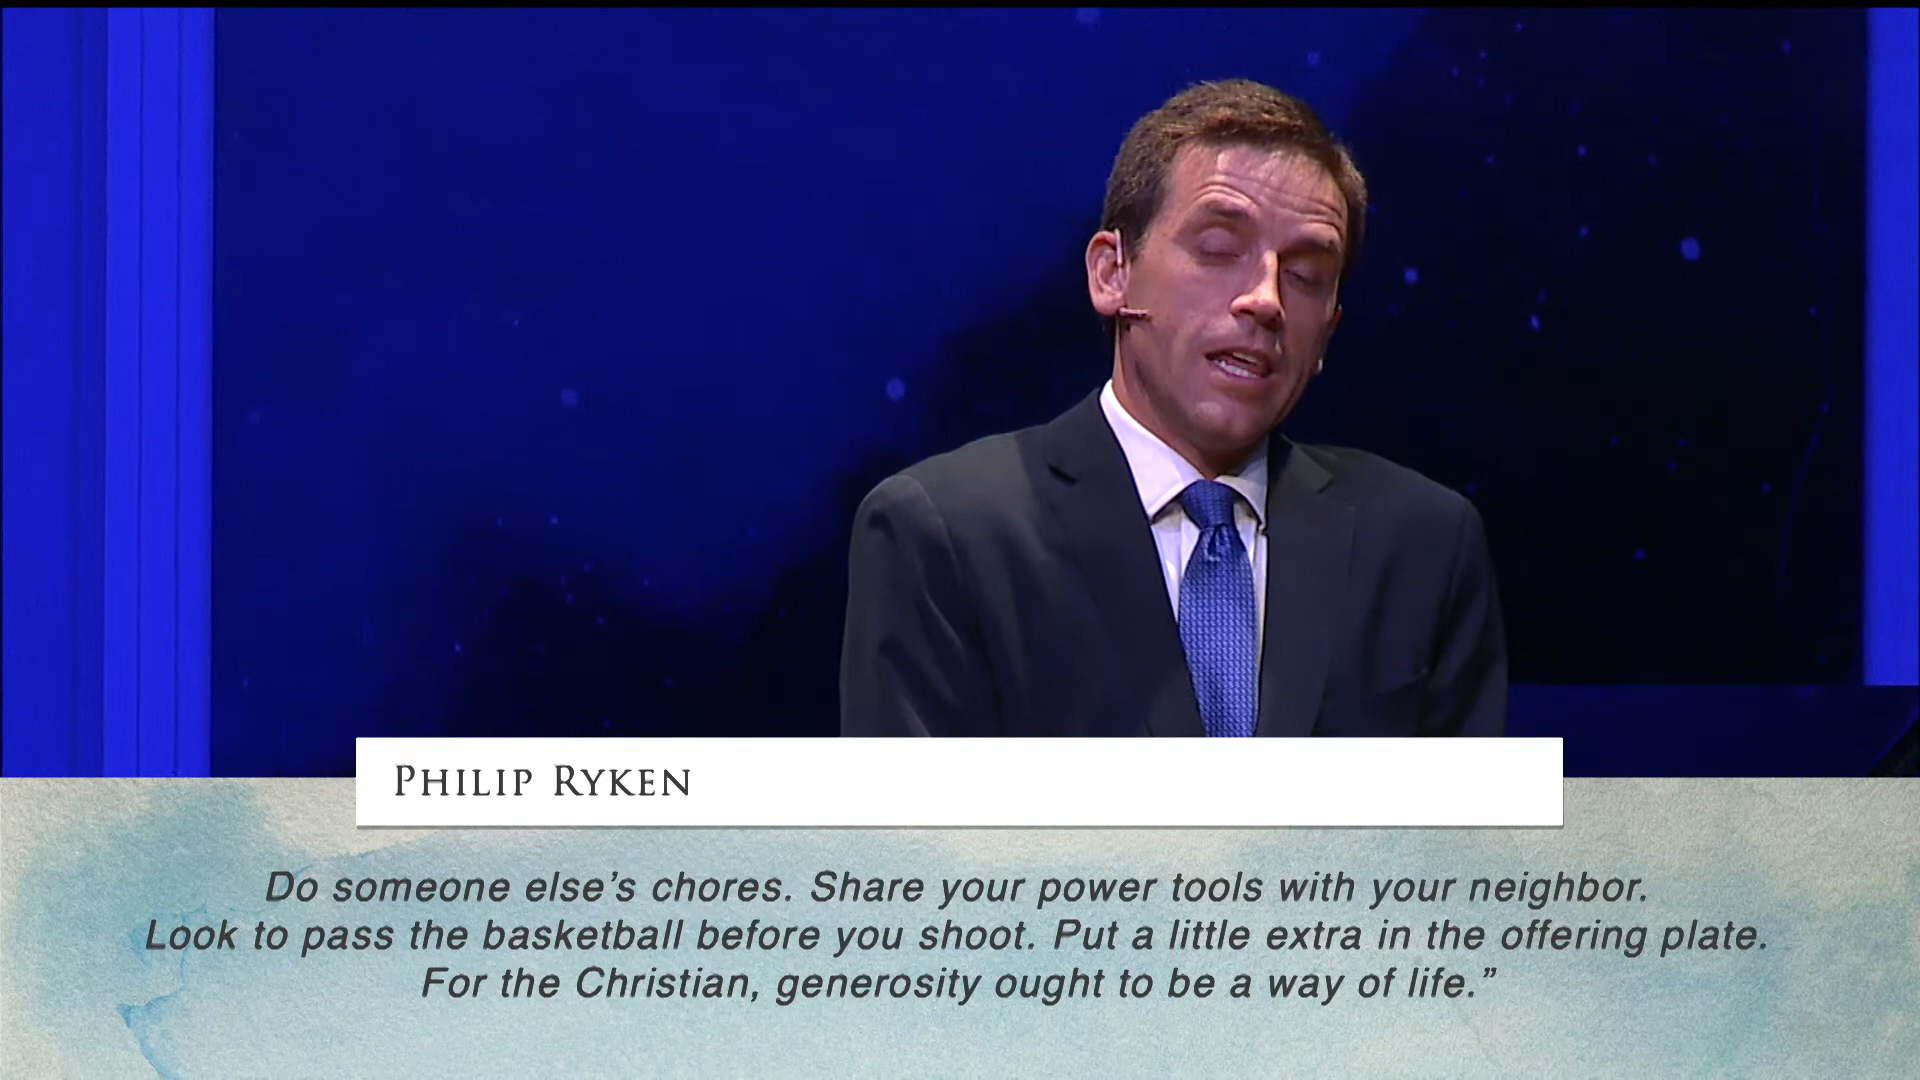 PHILIP RYKEN
Do someone else’s chores. Share your power tools with your neighbor.
Look to pass the basketball before you shoot. Put a little extra in the offering plate.
For the Christian, generosity ought to be a way of life.”